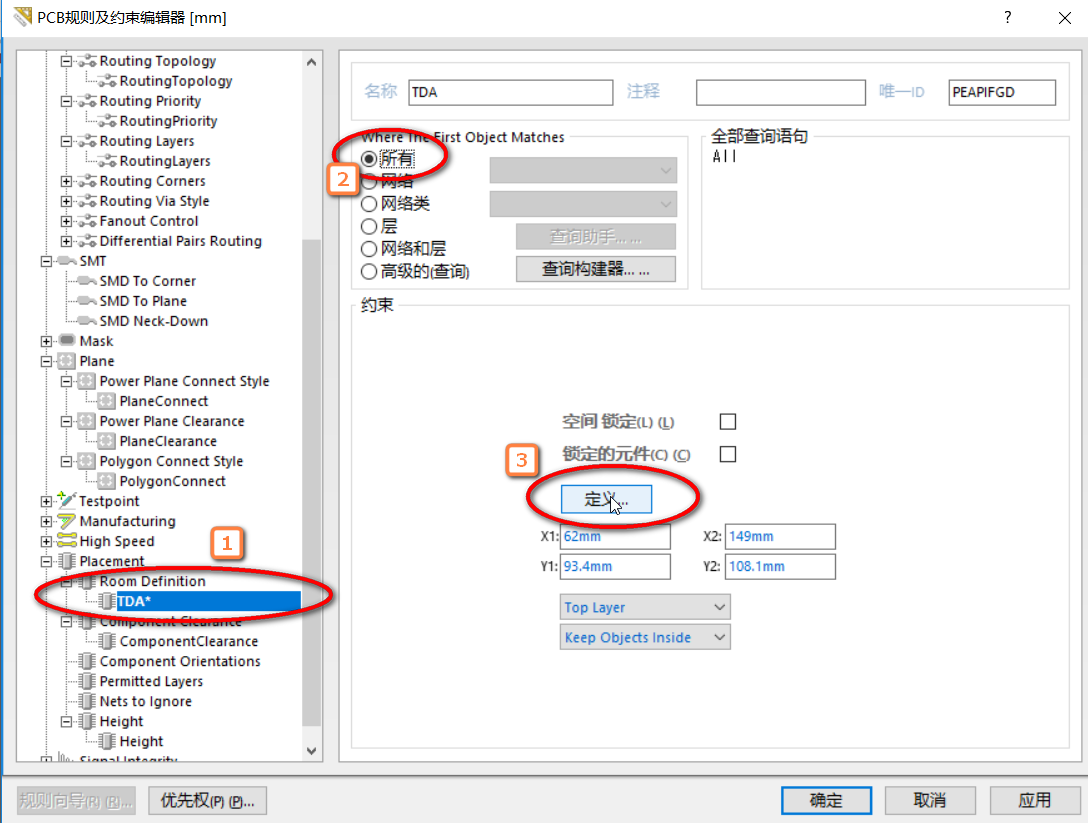 PCB规则及约束编辑器 [mm]
Routing Topology
RoutingTopology
Routing Priority
RoutingPriority
Routing Layers
RoutingLayers
Routing Corners
Routing Via Style
Fanout Control
Differential Pairs Routing
SMT
SMD To Corner
SMD To Plane
SMD Neck-Down
Mask
Plane
Power Plane Connect Style
PlaneConnect
Power Plane Clearance
PlaneClearance
Polygon Connect Style
PolygonConnect
Testpoint
Manufacturing
High Speed
1
Placement
Room Definition
TDA*
Component Clearance
ComponentClearance
Component Orientations
Permitted Layers
Nets to Ignore
Height
Height
Signal Integrity
名称 TDA 注释 唯一ID PEAPIFGD
Where The First Object Matches
所有
2
网络
网络类
层
网络和层
高级的(查询)
查询助手... ...
查询构建器... ...
全部查询语句
All
约束
空间 锁定(L) (L)
锁定的元件(C) (C)
3
定义...
X1: 62mm X2: 149mm
Y1: 93.4mm Y2: 108.1mm
Top Layer
Keep Objects Inside
规则向导(R) (R)... 优先权(P) (P)... 确定 取消 应用